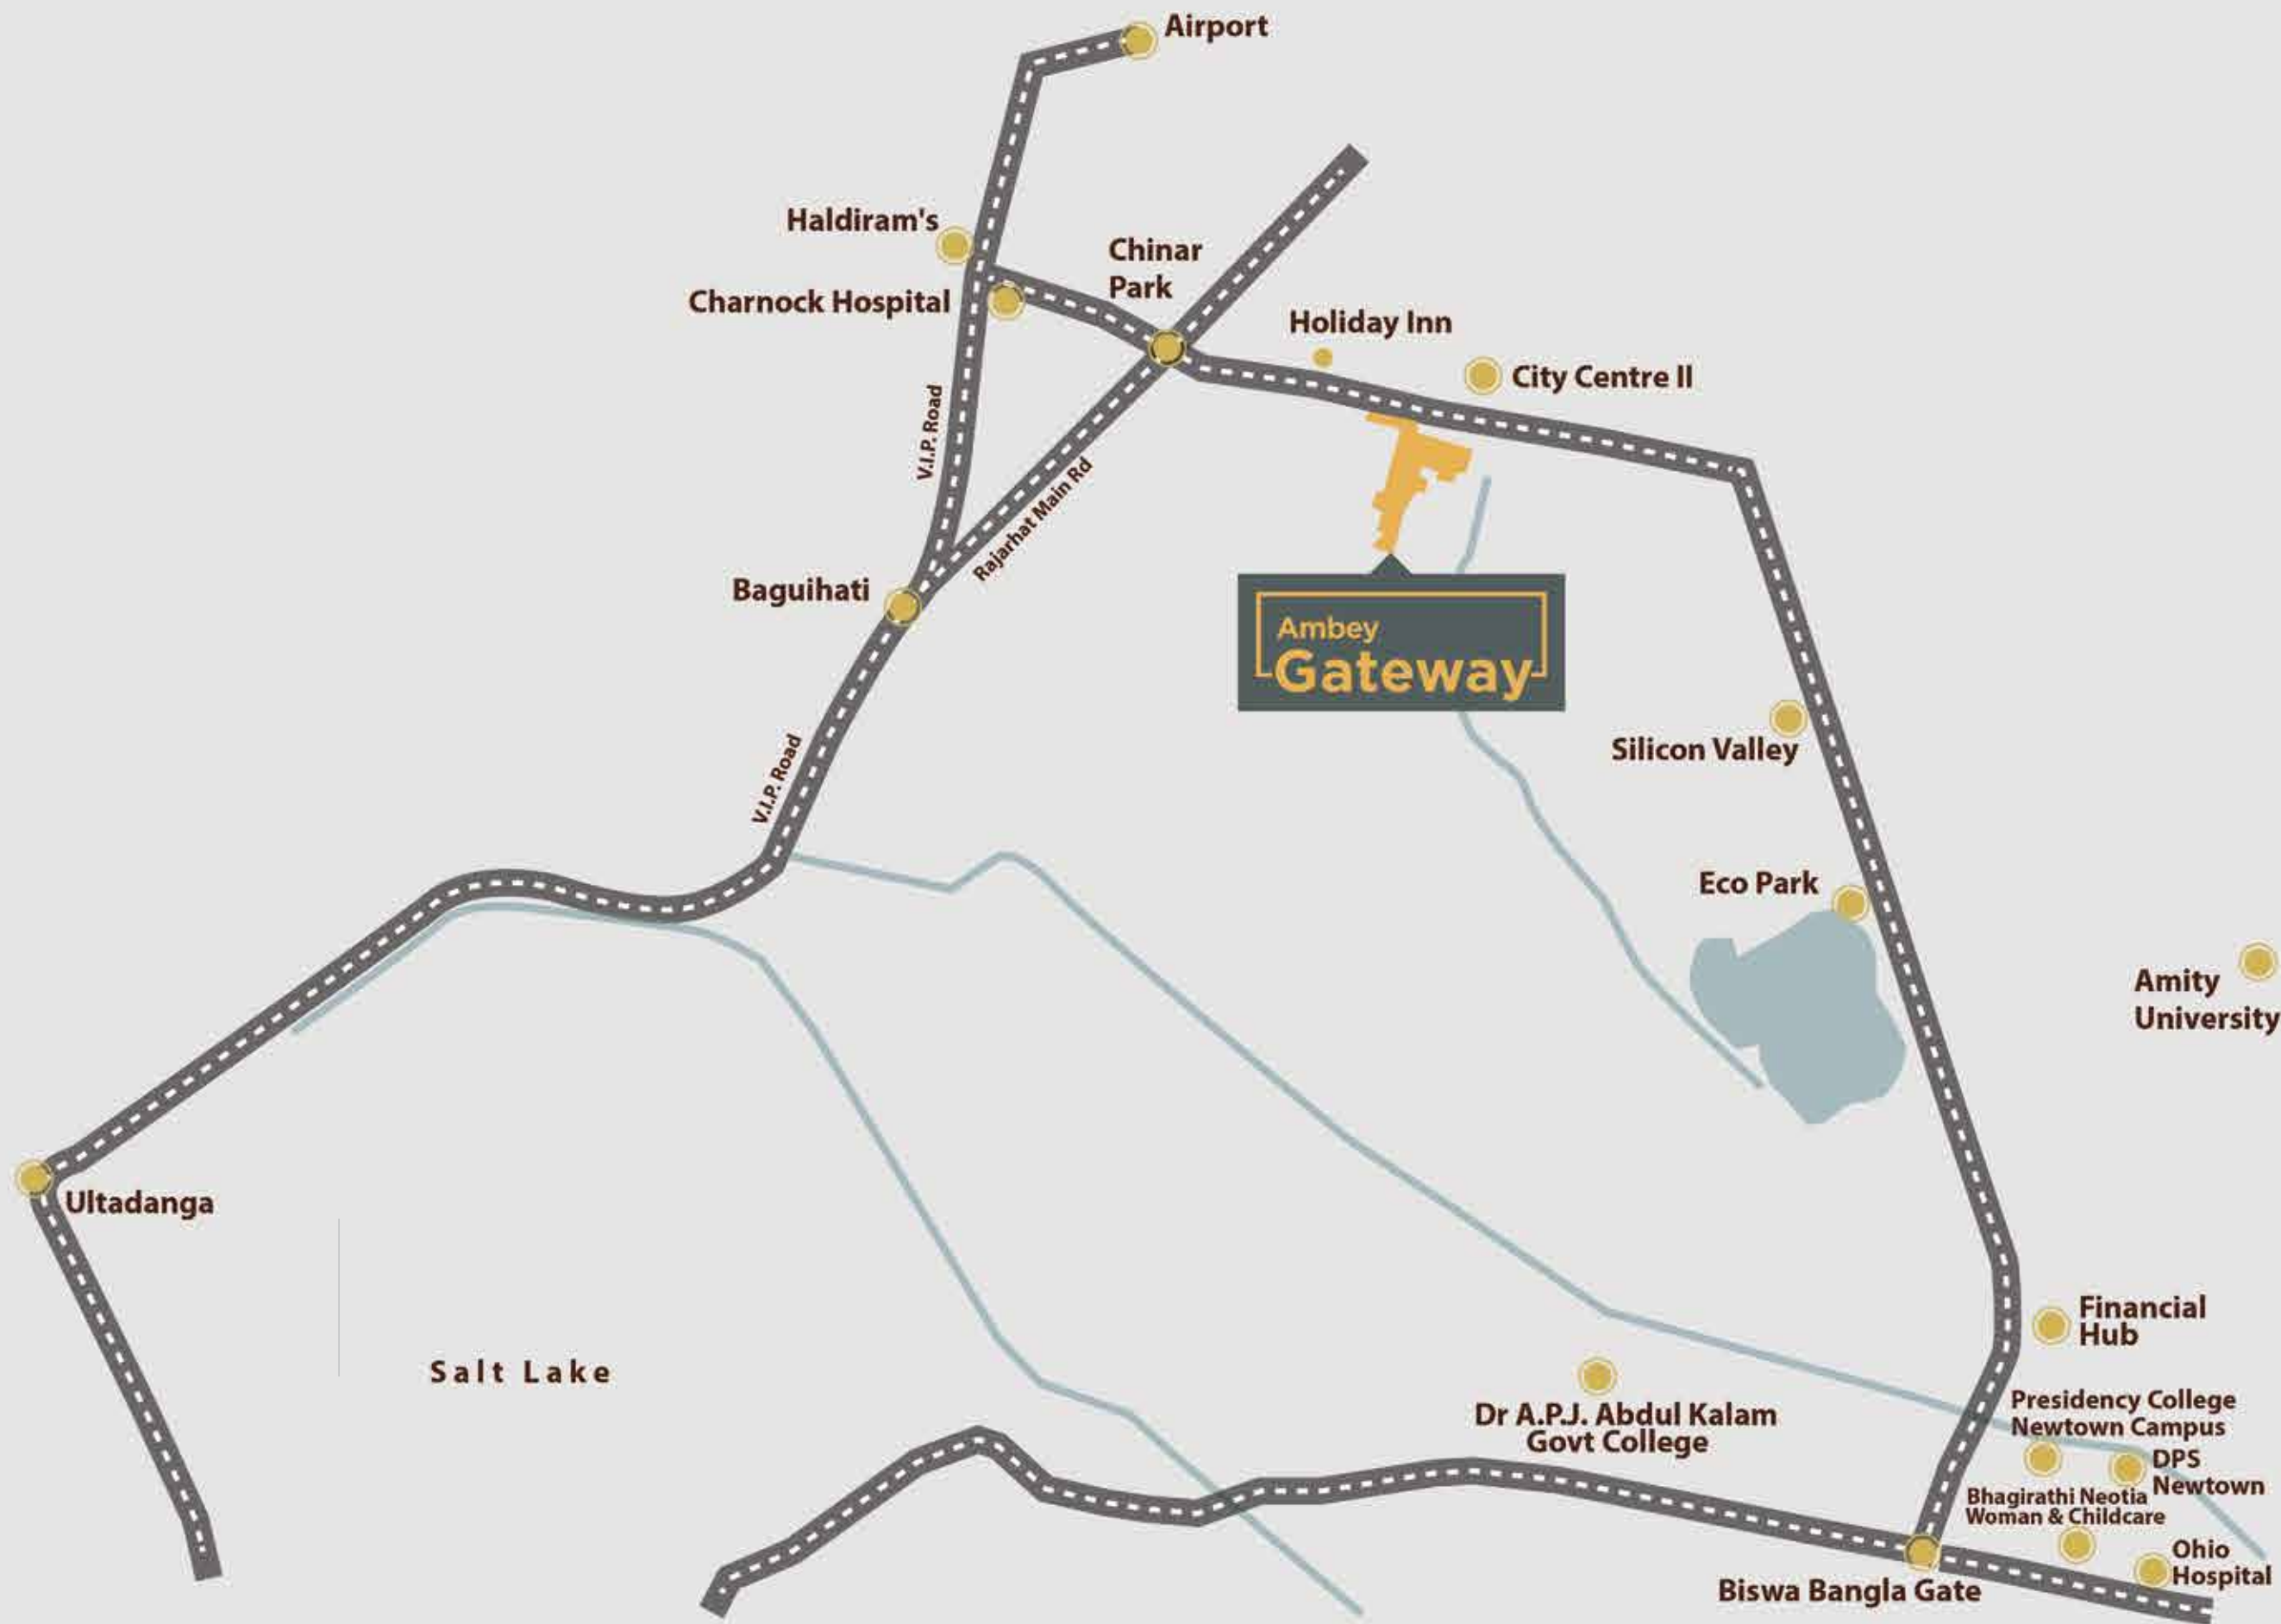 Airport
Haldiram's
Chinar
Park
Charnock Hospital
Holiday Inn
City Centre II
V.I.P. Road
Rajarhat Main Rd
Baguihati
Ambey
Gateway
Silicon Valley
V.I.P. Road
Eco Park
Amity
University
Ultadanga
Financial
Hub
Salt Lake
Dr A.P.J. Abdul Kalam
Govt College
Presidency College
Newtown Campus
DPS
Newtown
Bhagirathi Neotia
Woman & Childcare
Ohio
Hospital
Biswa Bangla Gate